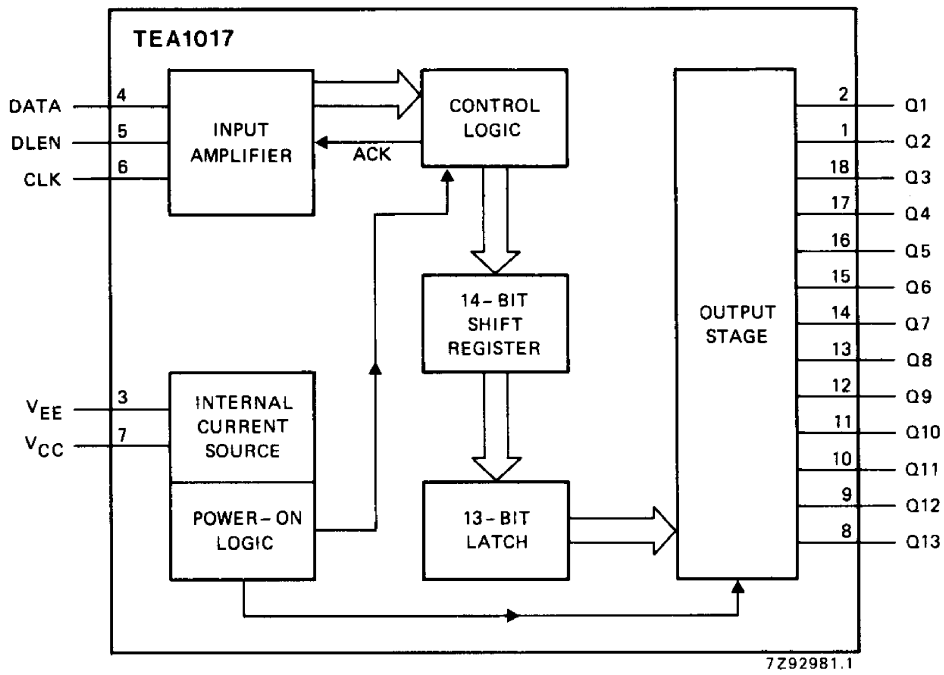 TEA1017
DATA 4
DLEN 5
CLK 6
INPUT
AMPLIFIER
ACK
CONTROL
LOGIC
14-BIT
SHIFT
REGISTER
VEE 3
VCC 7
INTERNAL
CURRENT
SOURCE
POWER-ON
LOGIC
13-BIT
LATCH
OUTPUT
STAGE
2 Q1
1 Q2
18 Q3
17 Q4
16 Q5
15 Q6
14 Q7
13 Q8
12 Q9
11 Q10
10 Q11
9 Q12
8 Q13
7Z92981.1